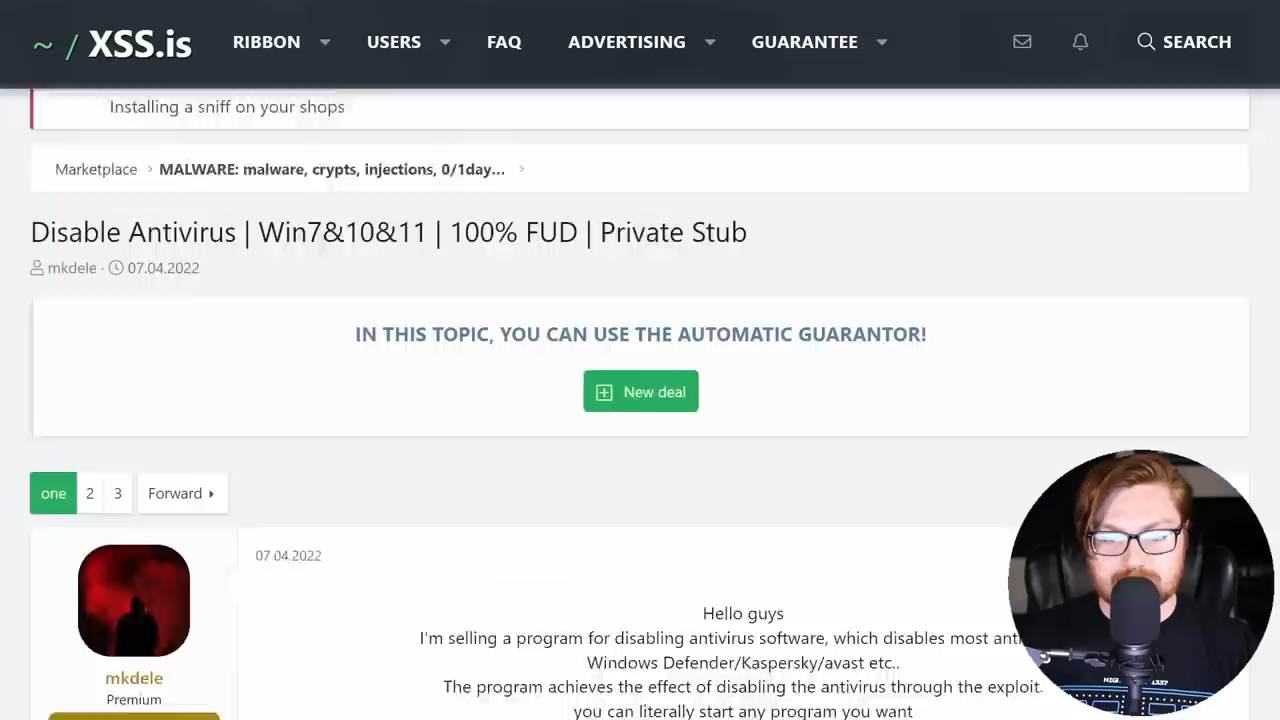 ~ / XSS.is RIBBON USERS FAQ ADVERTISING GUARANTEE SEARCH
Installing a sniff on your shops
Marketplace > MALWARE: malware, crypts, injections, 0/1day... >
Disable Antivirus | Win7&10&11 | 100% FUD | Private Stub
mkdele · 07.04.2022
IN THIS TOPIC, YOU CAN USE THE AUTOMATIC GUARANTOR!
New deal
one 2 3 Forward
07.04.2022
Hello guys
I'm selling a program for disabling antivirus software, which disables most anti
Windows Defender/Kaspersky/avast etc..
The program achieves the effect of disabling the antivirus through the exploit.
you can literally start any program you want
mkdele
Premium